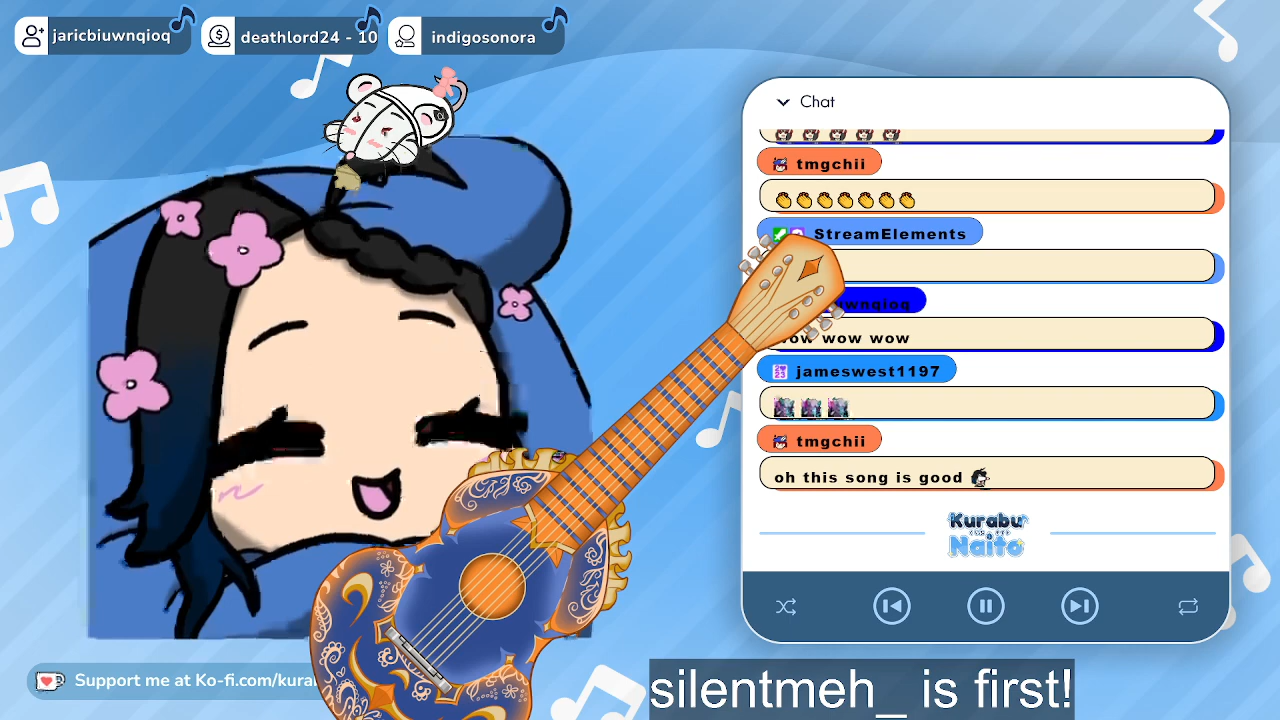 jaricbiuwnqioq
deathlord24 - 10
indigosonora
Chat
tmgchii
StreamElements
wnqioq
wow wow
jameswest1197
tmgchii
oh this song is good
Kurabu
Naito
Support me at Ko-fi.com/kura
silentmeh_ is first!